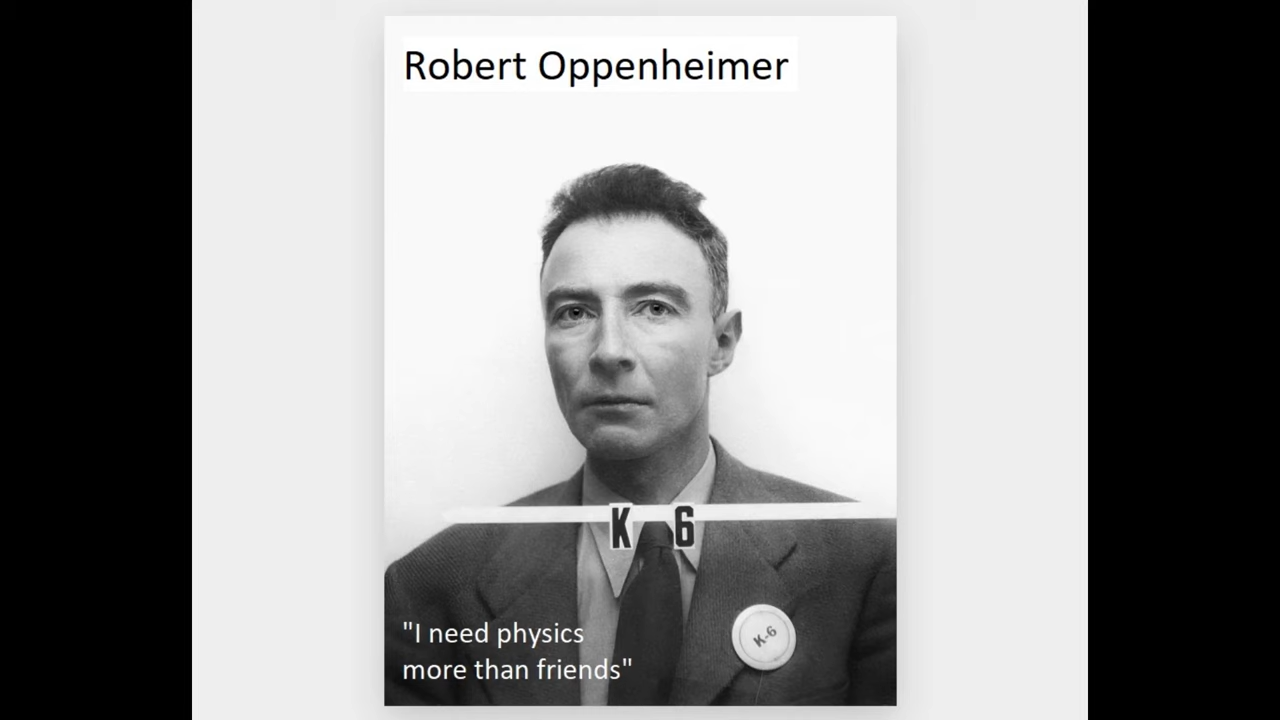 Robert Oppenheimer
K 6
K-6
"I need physics
more than friends"